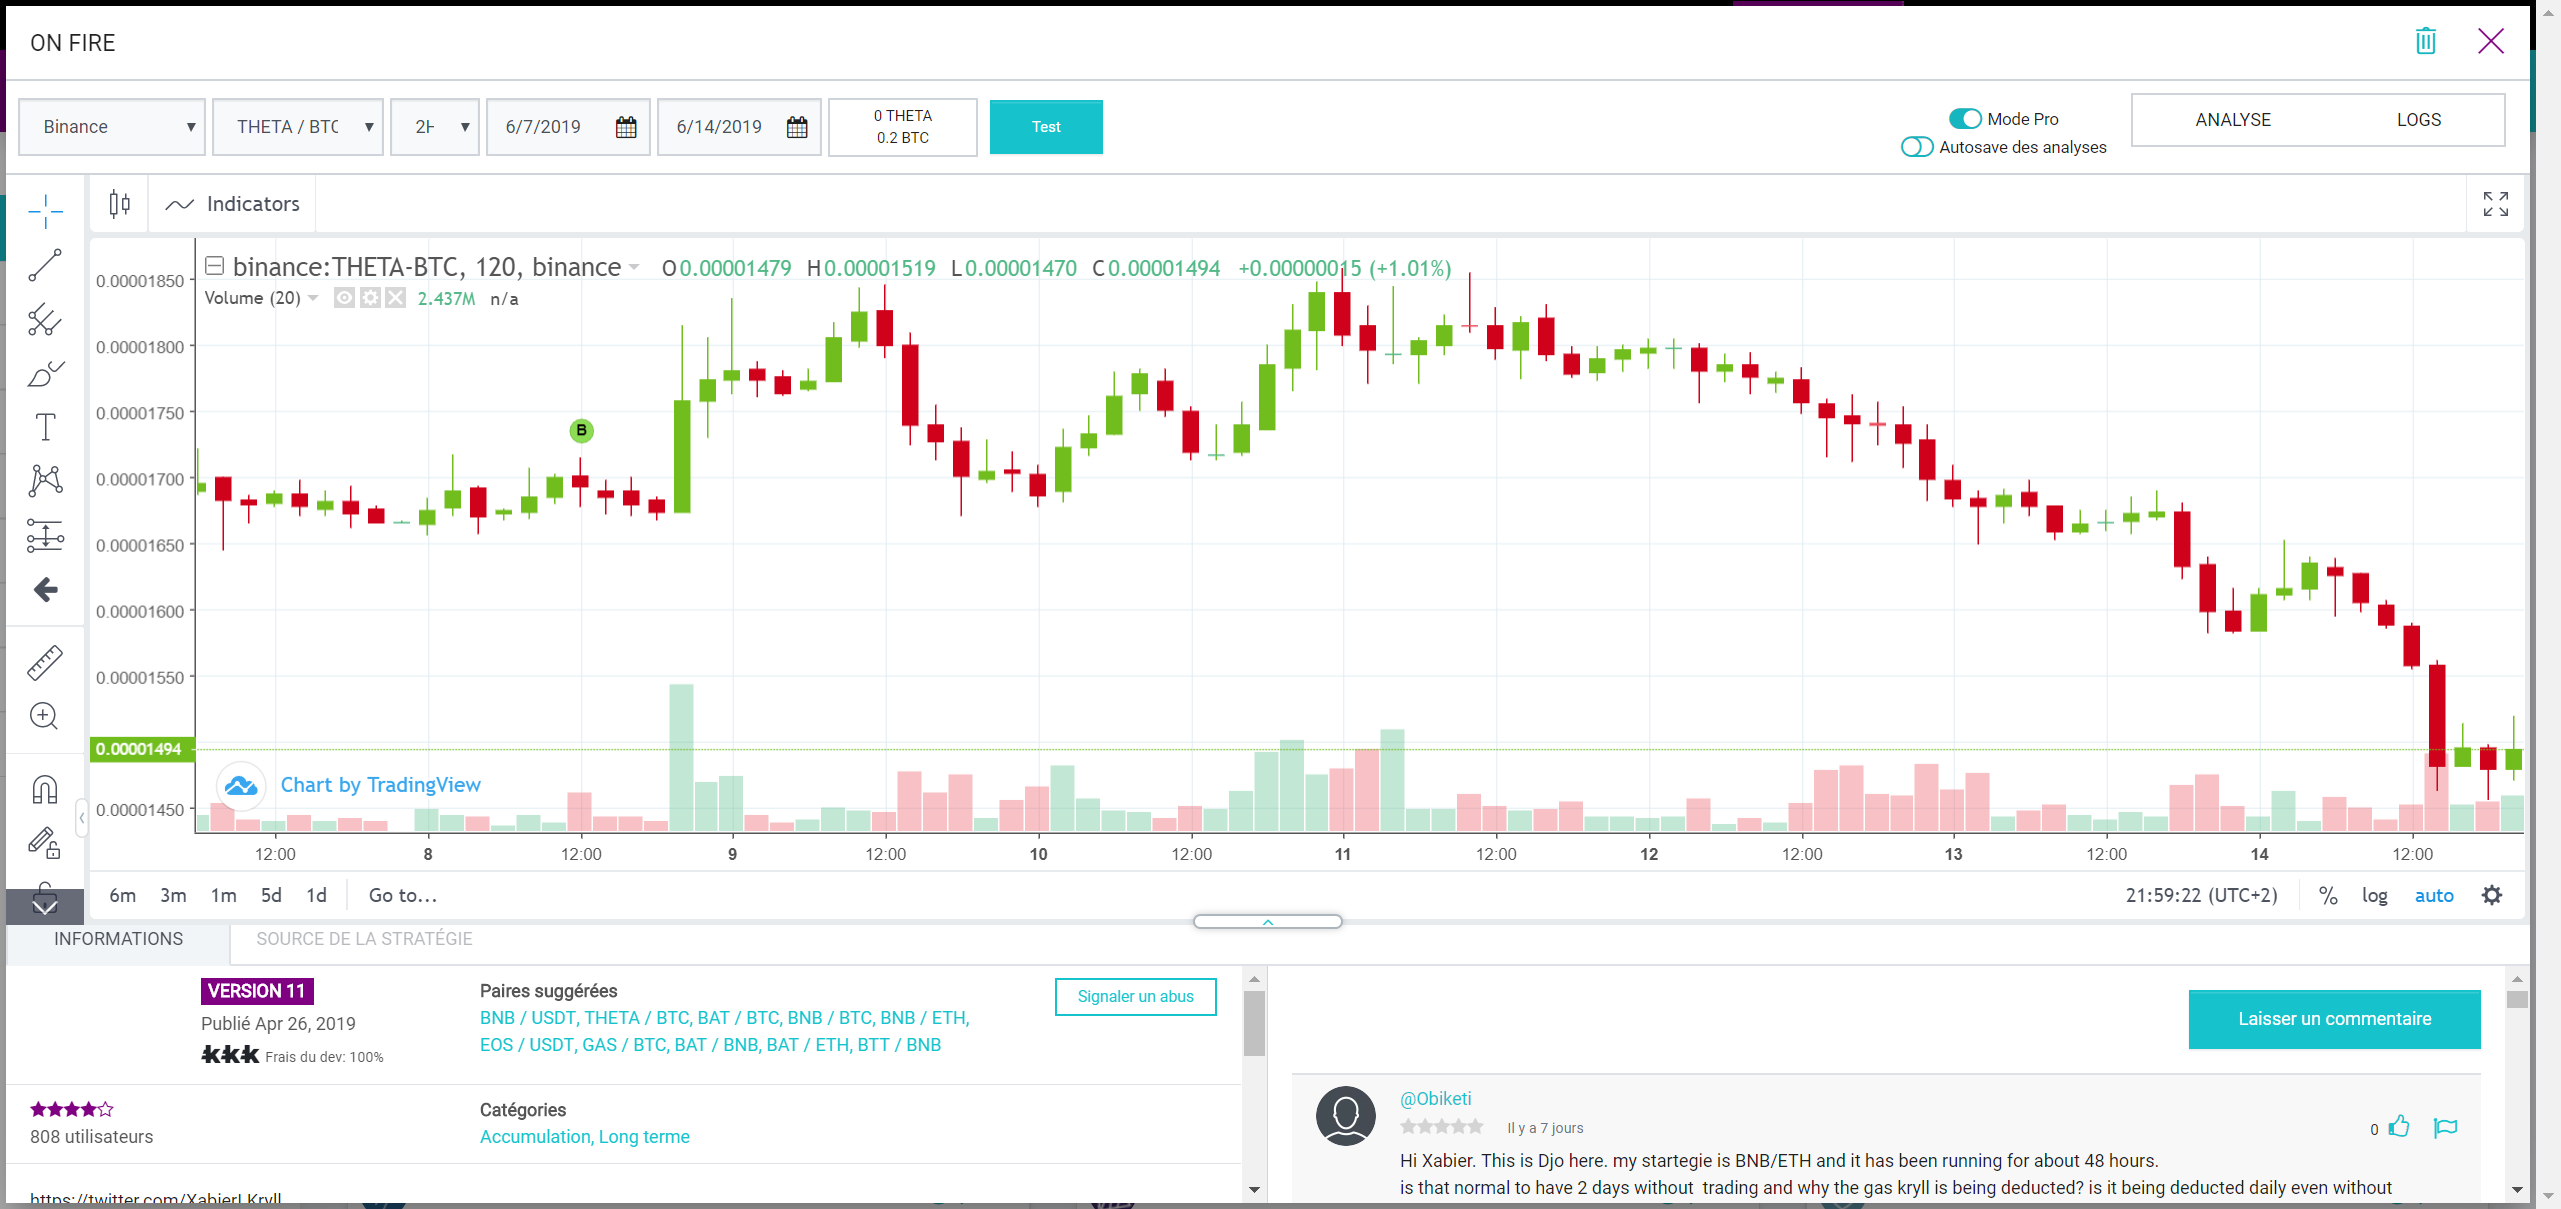 ON FIRE
Binance
THETA / BTC
2H
6/7/2019
6/14/2019
0 THETA
0.2 BTC
Test
Mode Pro
Autosave des analyses
ANALYSE
LOGS
Indicators
binance:THETA-BTC, 120, binance O0.00001479 H0.00001519 L0.00001470 C0.00001494 +0.00000015 (+1.01%)
Volume (20) 2.437M n/a
0.00001850
0.00001800
0.00001750
0.00001700
0.00001650
0.00001600
0.00001550
0.00001494
0.00001450
B
Chart by TradingView
12:00 8 12:00 9 12:00 10 12:00 11 12:00 12 12:00 13 12:00 14 12:00
6m 3m 1m 5d 1d Go to...
21:59:22 (UTC+2) % log auto
INFORMATIONS
SOURCE DE LA STRATÉGIE
VERSION 11
Publié Apr 26, 2019
kkk Frais du dev: 100%
Paires suggérées
BNB / USDT, THETA / BTC, BAT / BTC, BNB / BTC, BNB / ETH,
EOS / USDT, GAS / BTC, BAT / BNB, BAT / ETH, BTT / BNB
Signaler un abus
808 utilisateurs
Catégories
Accumulation, Long terme
https://twitter.com/XabierLKryll
Laisser un commentaire
@Obiketi
Il y a 7 jours
0
Hi Xabier. This is Djo here. my startegie is BNB/ETH and it has been running for about 48 hours.
is that normal to have 2 days without trading and why the gas kryll is being deducted? is it being deducted daily even without